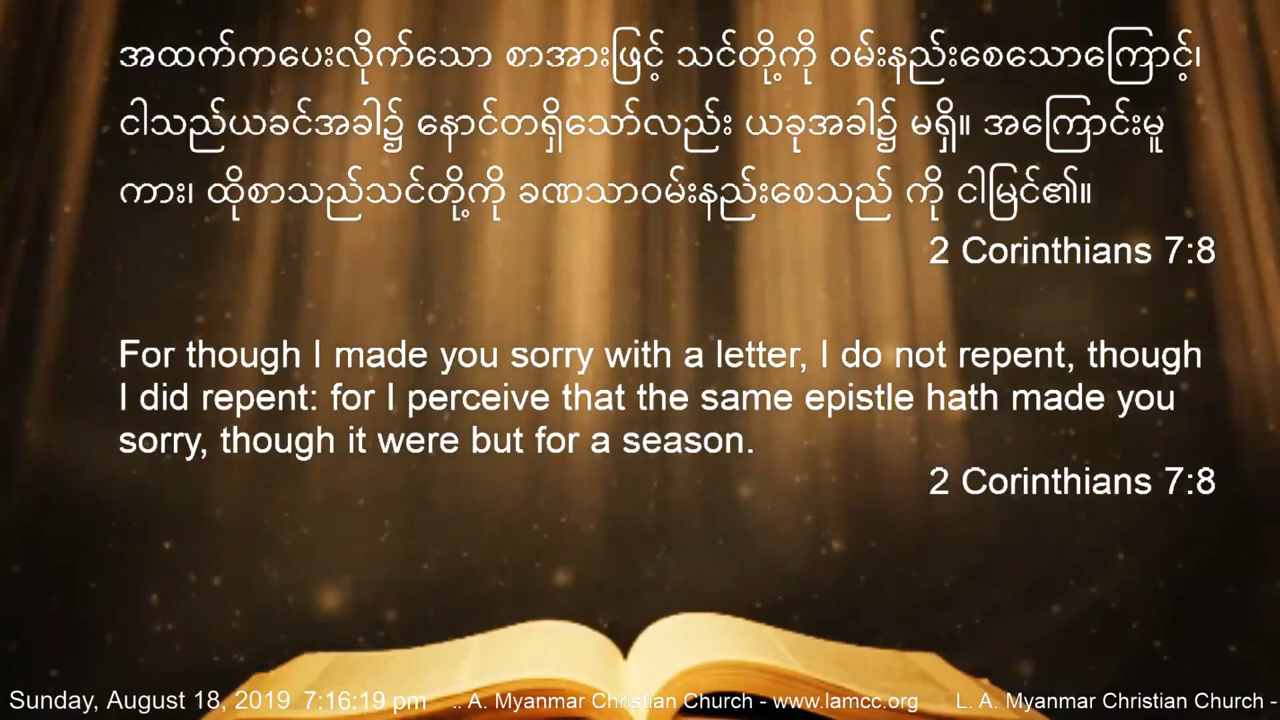 အထက်ကပေးလိုက်သော စာအားဖြင့် သင်တို့ကို ဝမ်းနည်းစေသောကြောင့်၊
ငါသည်ယခင်အခါ၌ နောင်တရှိသော်လည်း ယခုအခါ၌ မရှိ။ အကြောင်းမူ
ကား၊ ထိုစာသည်သင်တို့ကို ခဏသာဝမ်းနည်းစေသည် ကို ငါမြင်၏။
2 Corinthians 7:8
For though I made you sorry with a letter, I do not repent, though
I did repent: for I perceive that the same epistle hath made you
sorry, though it were but for a season.
2 Corinthians 7:8
Sunday, August 18, 2019 7:16:19 pm .. A. Myanmar Christian Church - www.lamcc.org L. A. Myanmar Christian Church -